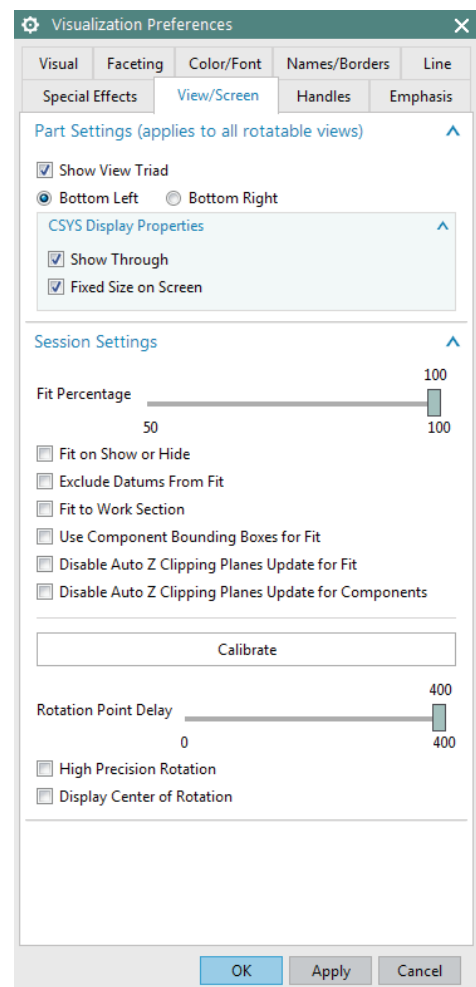 Visualization Preferences
Visual Faceting Color/Font Names/Borders Line
Special Effects View/Screen Handles Emphasis
Part Settings (applies to all rotatable views)
Show View Triad
Bottom Left Bottom Right
CSYS Display Properties
Show Through
Fixed Size on Screen
Session Settings
100
Fit Percentage
50 100
Fit on Show or Hide
Exclude Datums From Fit
Fit to Work Section
Use Component Bounding Boxes for Fit
Disable Auto Z Clipping Planes Update for Fit
Disable Auto Z Clipping Planes Update for Components
Calibrate
400
Rotation Point Delay
0 400
High Precision Rotation
Display Center of Rotation
OK Apply Cancel